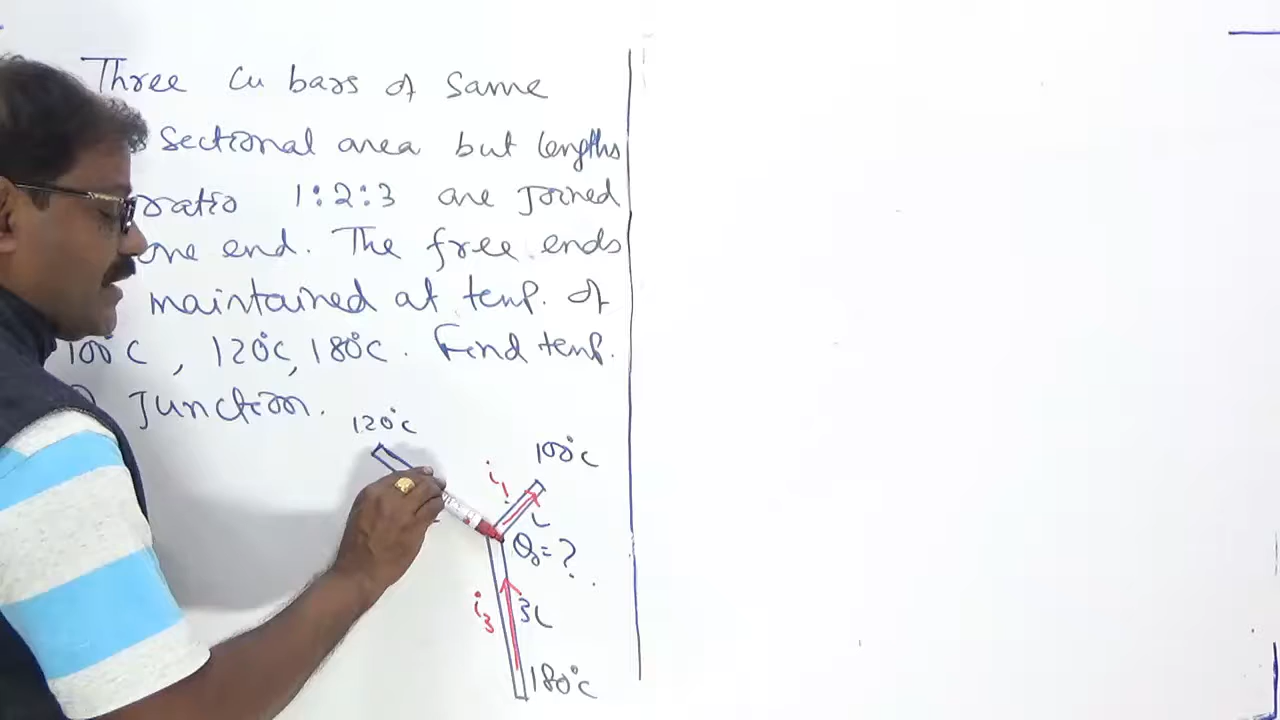 Three Cu bars of same
sectional area but lengths
ratio 1:2:3 are joined
one end. The free ends
maintained at temp. of
100°C, 120°C, 180°C. Find temp.
Junction.
120°C
100°C
i1
L
θ0=?
i3
3L
180°C